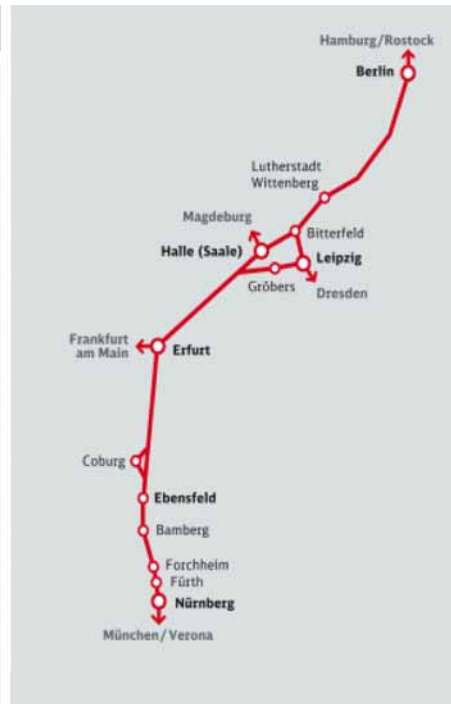 Hamburg/Rostock
Berlin
Lutherstadt
Wittenberg
Magdeburg
Bitterfeld
Halle (Saale)
Leipzig
Gröbers
Dresden
Frankfurt
am Main
Erfurt
Coburg
Ebensfeld
Bamberg
Forchheim
Fürth
Nürnberg
München/Verona